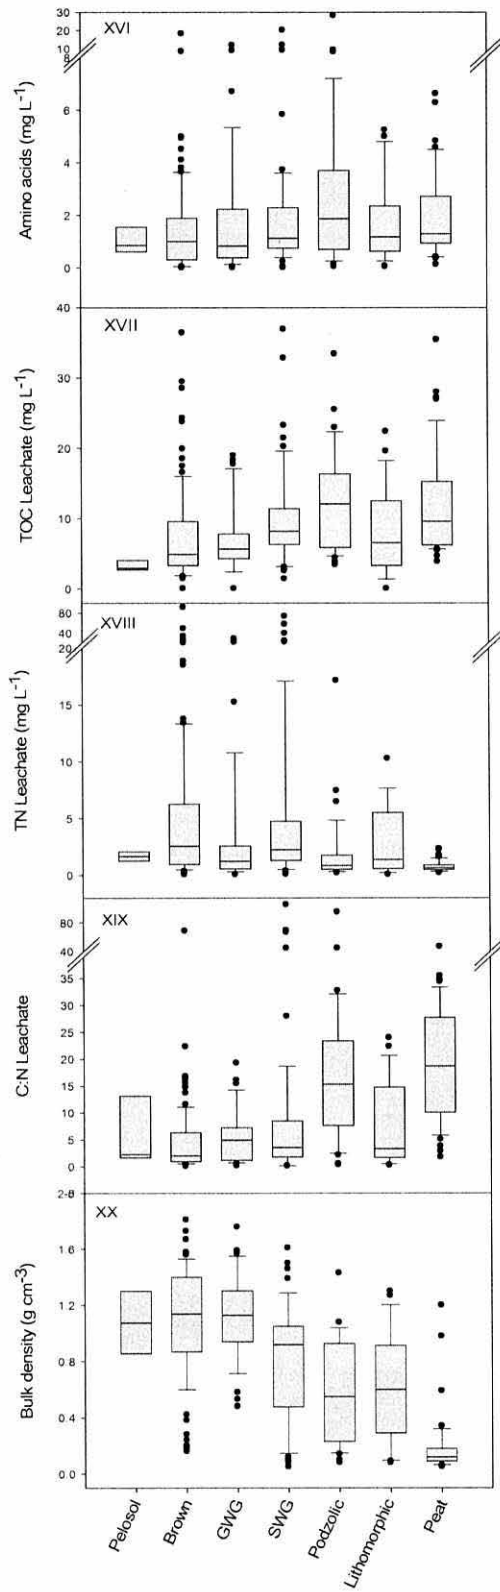 XVI
Amino acids (mg L-1)
30
20
10
8
6
4
2
0
XVII
TOC Leachate (mg L-1)
40
30
20
10
0
XVIII
TN Leachate (mg L-1)
80
40
20
15
10
5
0
XIX
C:N Leachate
80
40
35
30
25
20
15
10
5
0
XX
Bulk density (g cm-3)
1.6
1.2
0.8
0.4
0.0
Pelosol
Brown
GWG
SWG
Podzolic
Lithomorphic
Peat